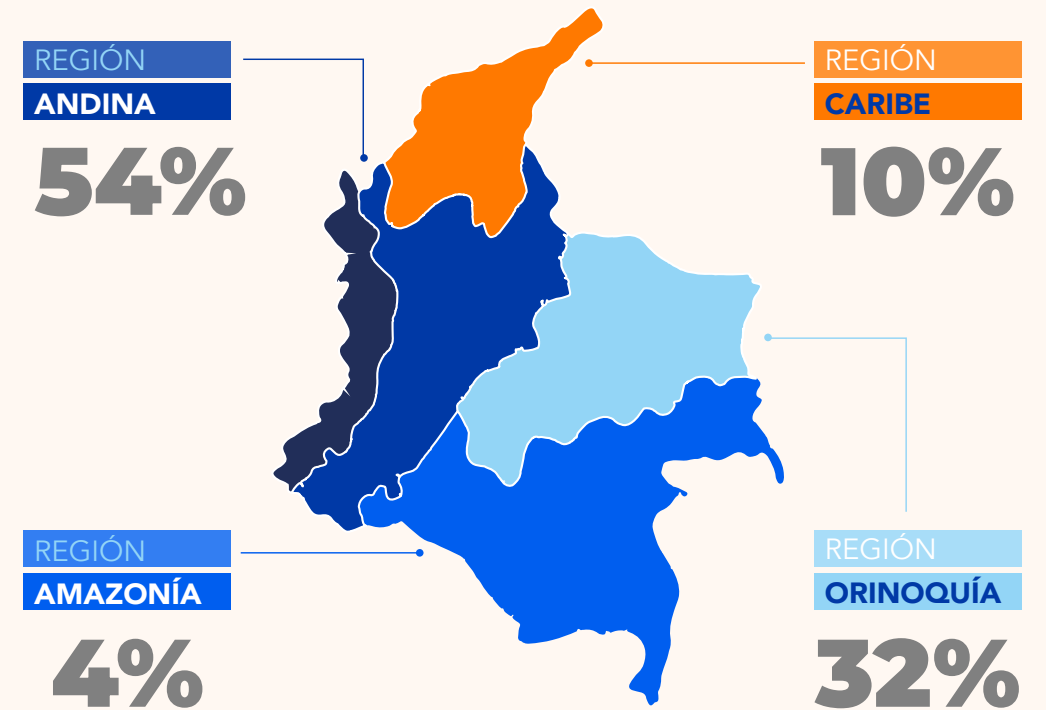 REGIÓN
ANDINA
54%
REGIÓN
CARIBE
10%
REGIÓN
AMAZONÍA
4%
REGIÓN
ORINOQUÍA
32%